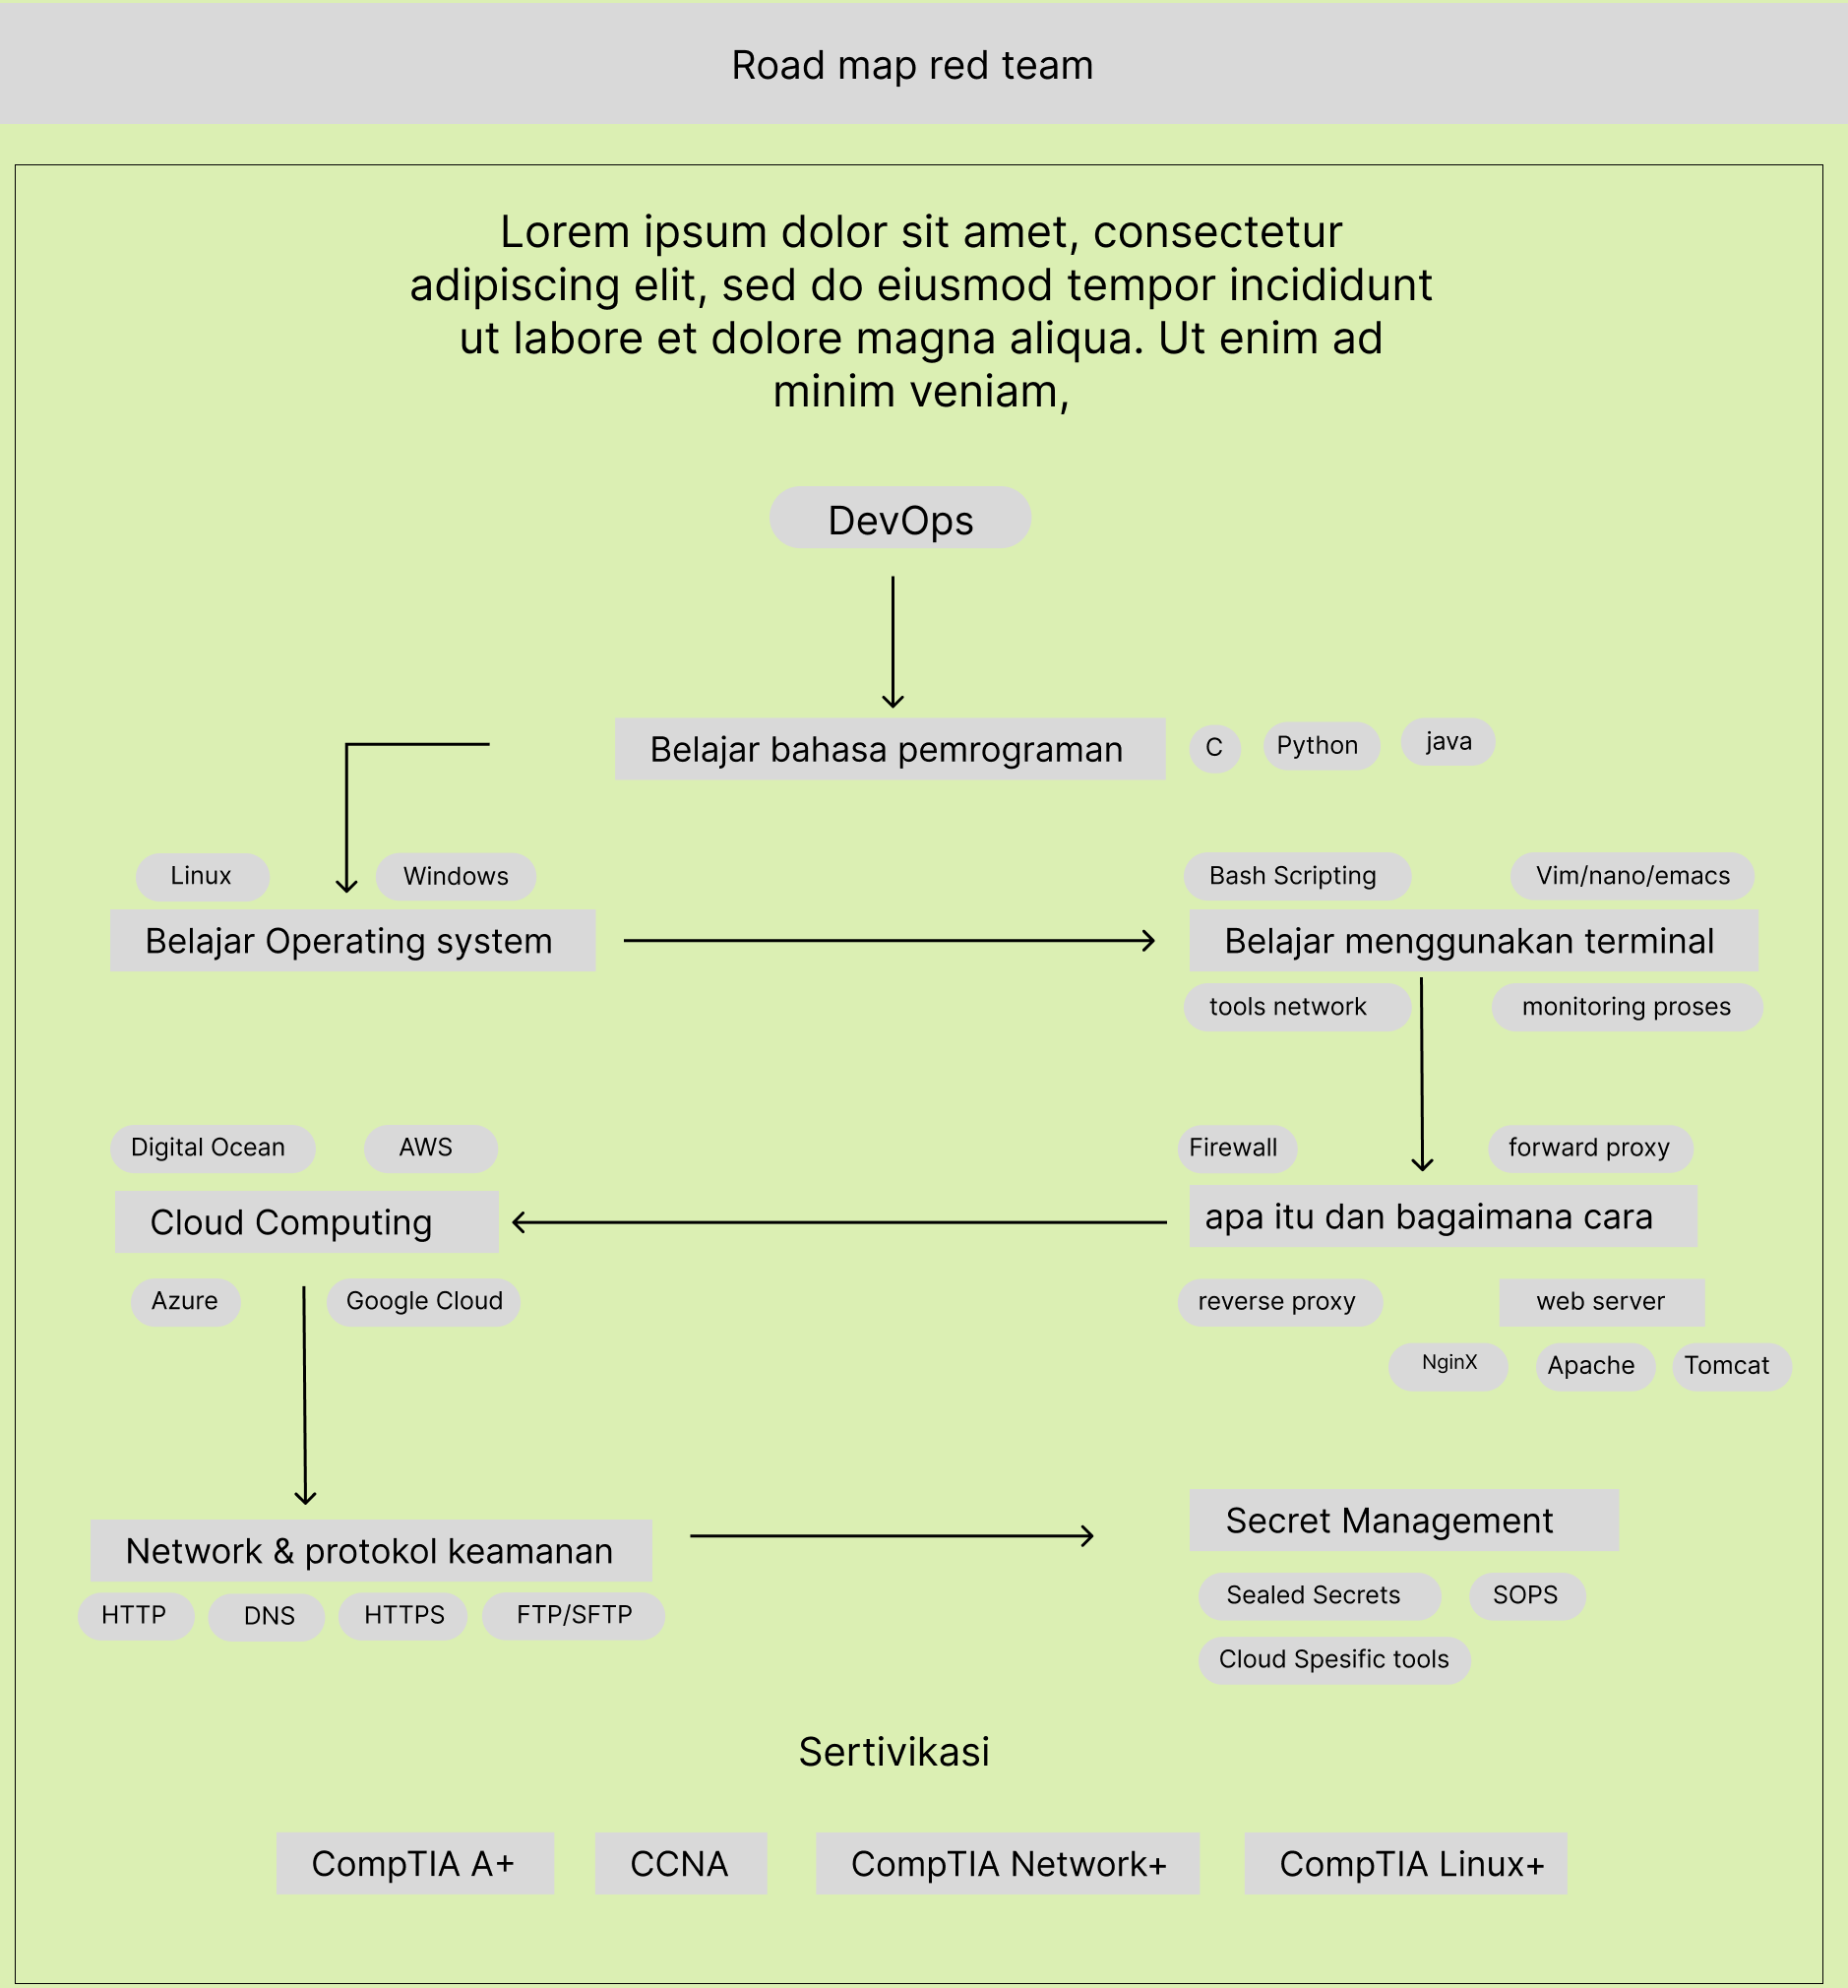 Road map red team
Lorem ipsum dolor sit amet, consectetur
adipiscing elit, sed do eiusmod tempor incididunt
ut labore et dolore magna aliqua. Ut enim ad
minim veniam,
DevOps
Belajar bahasa pemrograman
C
Python
java
Linux
Windows
Belajar Operating system
Bash Scripting
Vim/nano/emacs
Belajar menggunakan terminal
tools network
monitoring proses
Firewall
forward proxy
apa itu dan bagaimana cara
reverse proxy
web server
NginX
Apache
Tomcat
Digital Ocean
AWS
Cloud Computing
Azure
Google Cloud
Network & protokol keamanan
HTTP
DNS
HTTPS
FTP/SFTP
Secret Management
Sealed Secrets
SOPS
Cloud Spesific tools
Sertivikasi
CompTIA A+
CCNA
CompTIA Network+
CompTIA Linux+